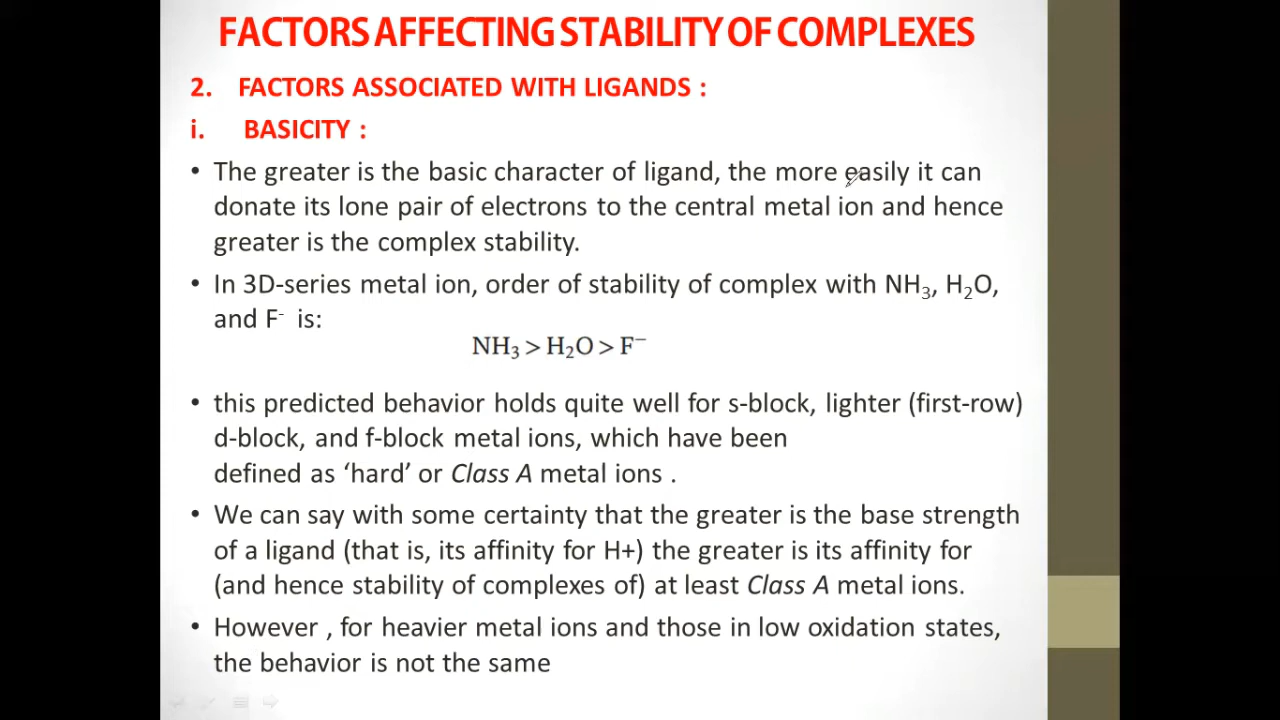 FACTORS AFFECTING STABILITY OF COMPLEXES
2. FACTORS ASSOCIATED WITH LIGANDS :
i. BASICITY :
• The greater is the basic character of ligand, the more easily it can
donate its lone pair of electrons to the central metal ion and hence
greater is the complex stability.
• In 3D-series metal ion, order of stability of complex with NH₃, H₂O,
and F⁻ is:
NH₃ > H₂O > F⁻
• this predicted behavior holds quite well for s-block, lighter (first-row)
d-block, and f-block metal ions, which have been
defined as ‘hard’ or Class A metal ions .
• We can say with some certainty that the greater is the base strength
of a ligand (that is, its affinity for H+) the greater is its affinity for
(and hence stability of complexes of) at least Class A metal ions.
• However , for heavier metal ions and those in low oxidation states,
the behavior is not the same